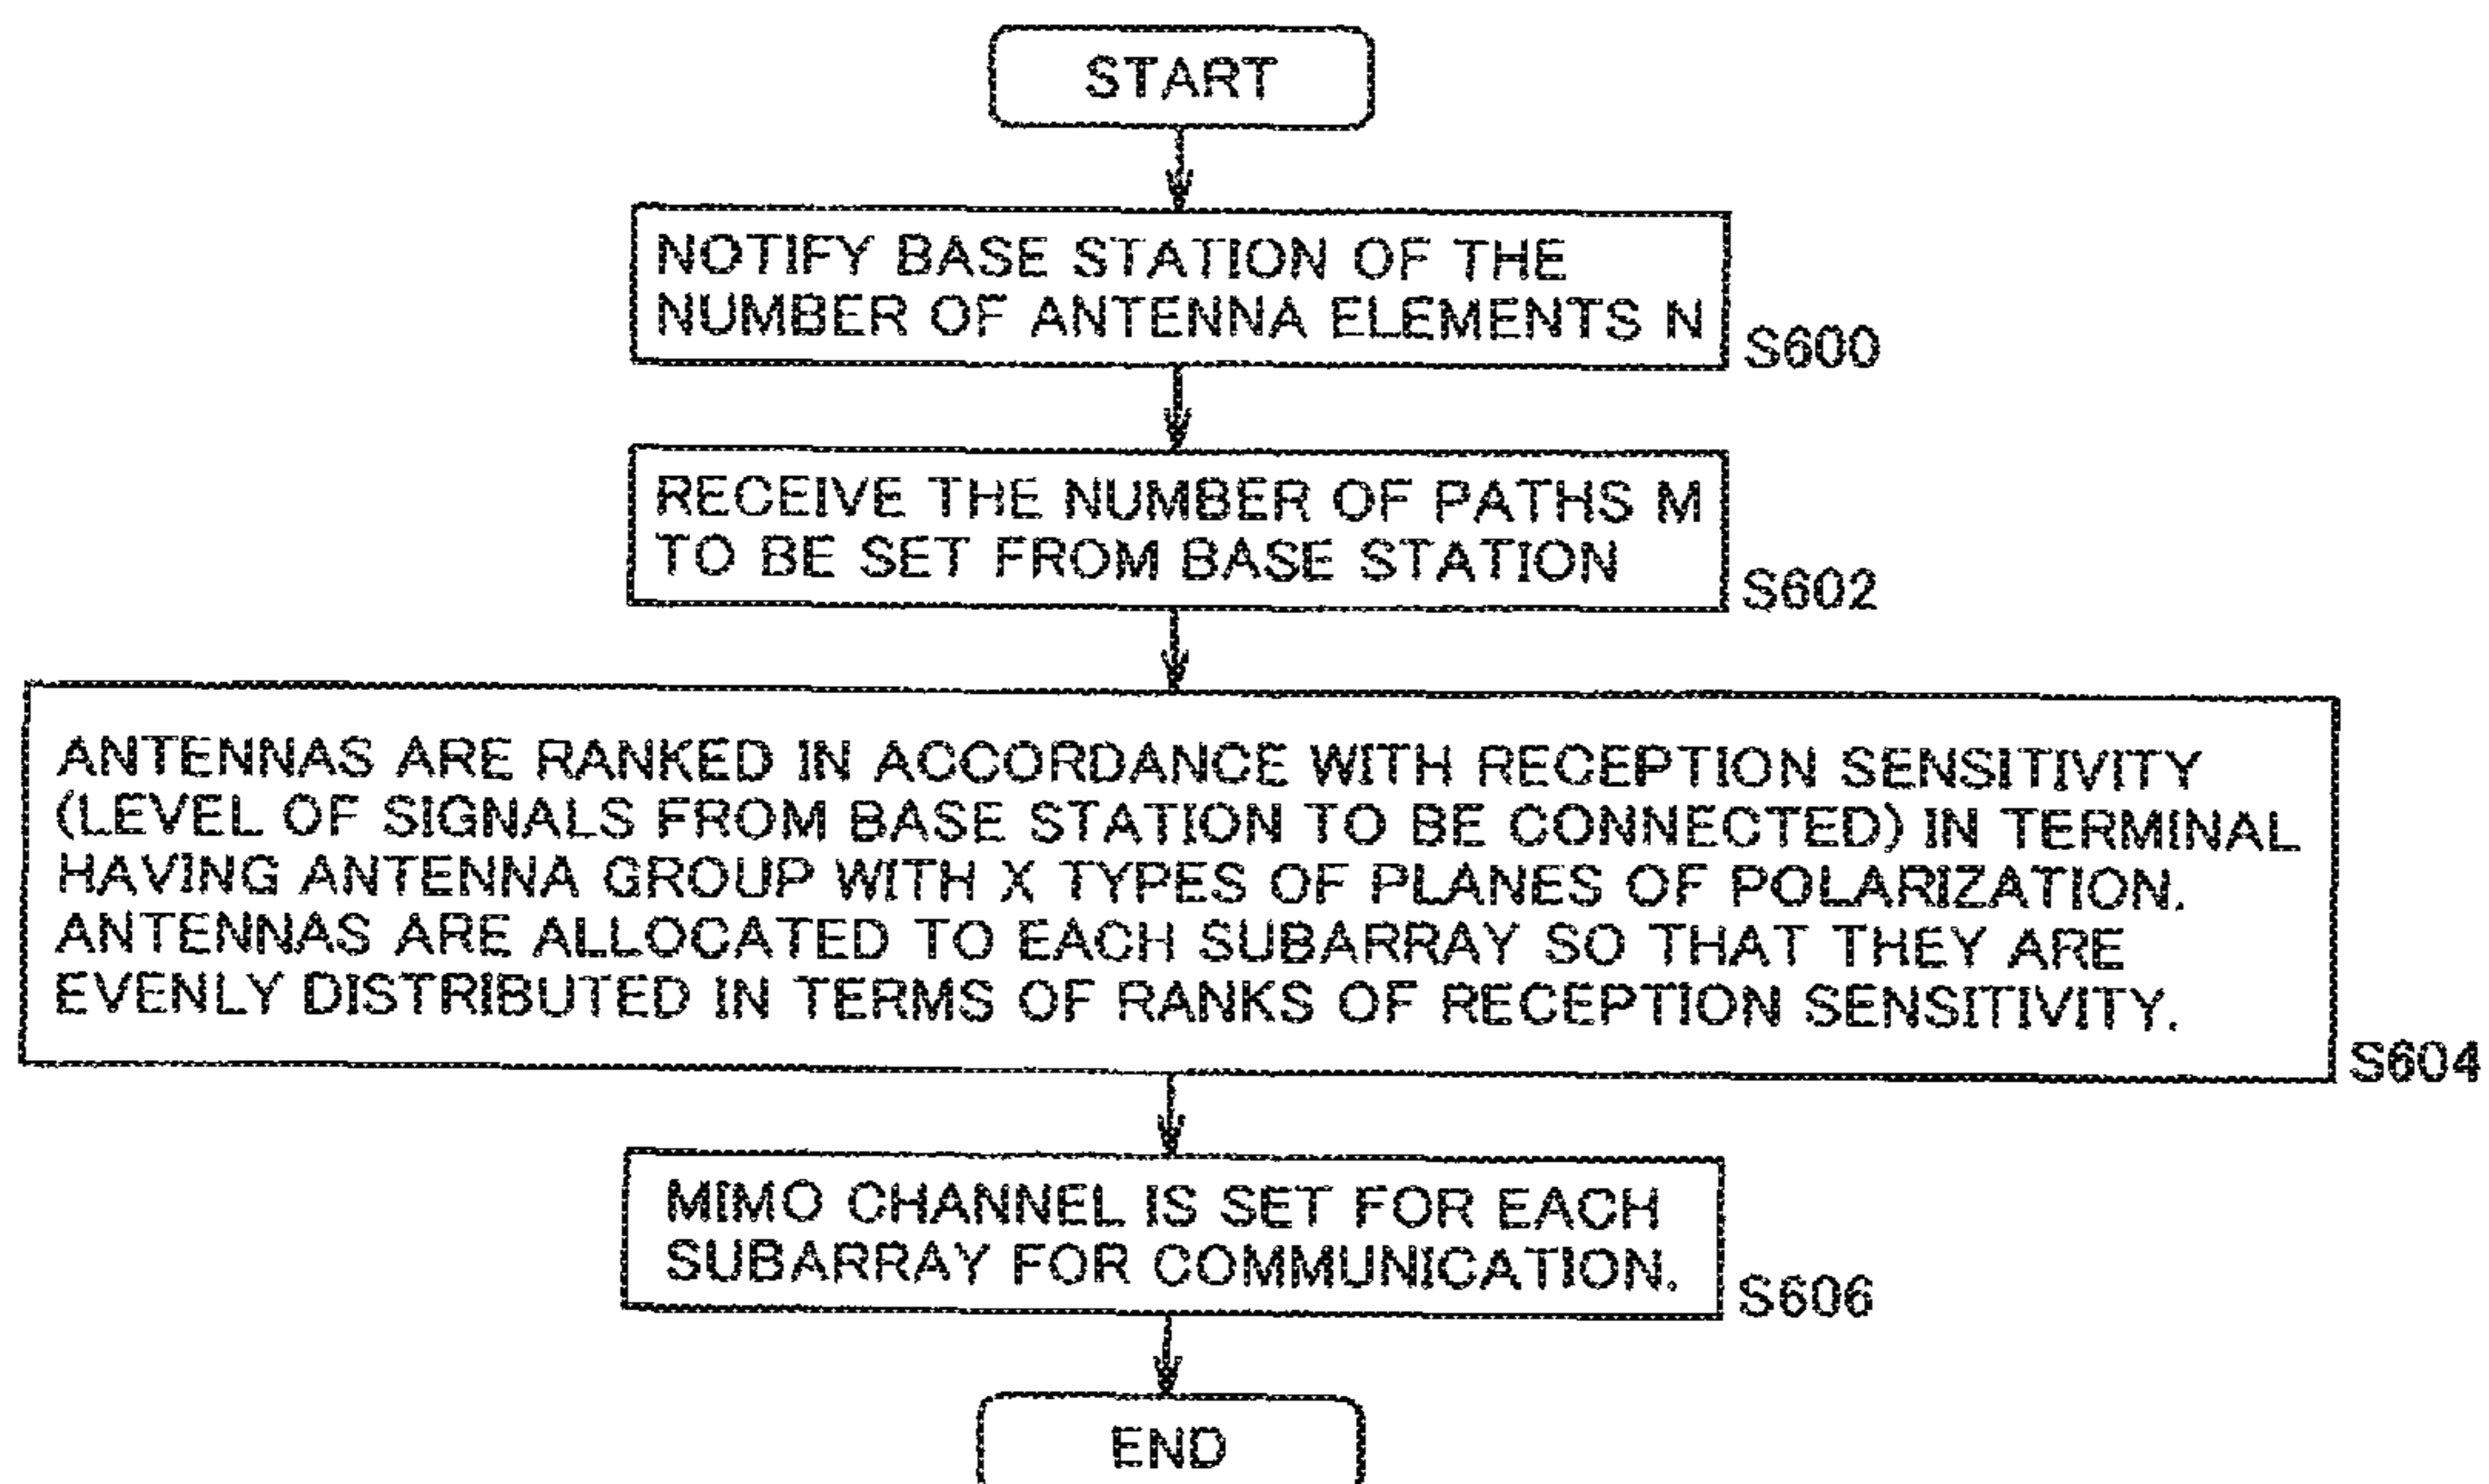 START
NOTIFY BASE STATION OF THE
NUMBER OF ANTENNA ELEMENTS N
S600
RECEIVE THE NUMBER OF PATHS M
TO BE SET FROM BASE STATION
S602
ANTENNAS ARE RANKED IN ACCORDANCE WITH RECEPTION SENSITIVITY
(LEVEL OF SIGNALS FROM BASE STATION TO BE CONNECTED) IN TERMINAL
HAVING ANTENNA GROUP WITH X TYPES OF PLANES OF POLARIZATION.
ANTENNAS ARE ALLOCATED TO EACH SUBARRAY SO THAT THEY ARE
EVENLY DISTRIBUTED IN TERMS OF RANKS OF RECEPTION SENSITIVITY.
S604
MIMO CHANNEL IS SET FOR EACH
SUBARRAY FOR COMMUNICATION.
S606
END